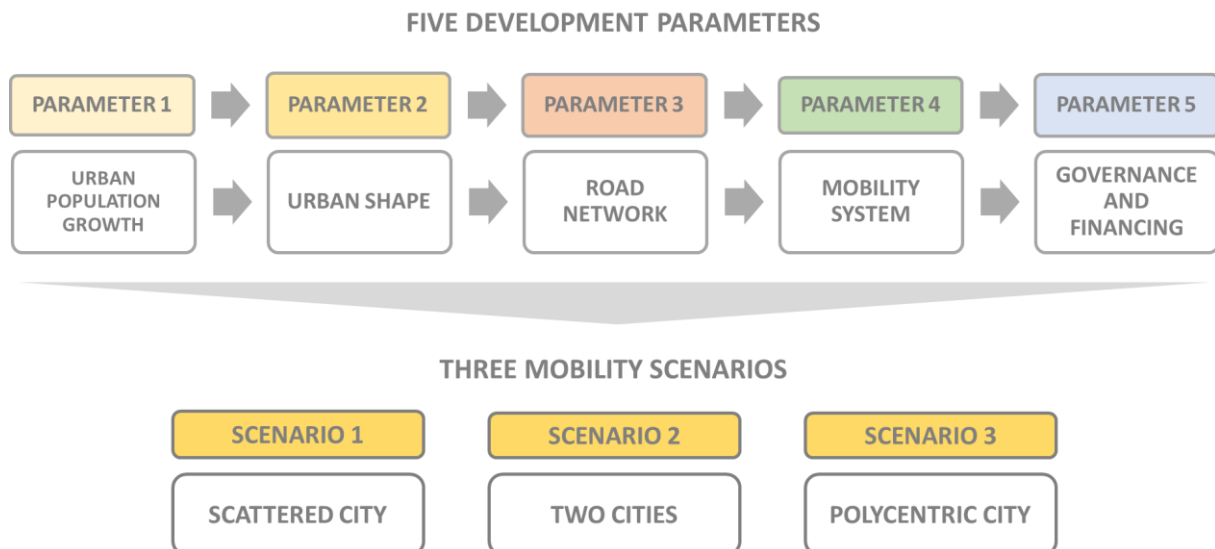 FIVE DEVELOPMENT PARAMETERS
PARAMETER 1
PARAMETER 2
PARAMETER 3
PARAMETER 4
PARAMETER 5
URBAN
POPULATION
GROWTH
URBAN SHAPE
ROAD
NETWORK
MOBILITY
SYSTEM
GOVERNANCE
AND
FINANCING
THREE MOBILITY SCENARIOS
SCENARIO 1
SCENARIO 2
SCENARIO 3
SCATTERED CITY
TWO CITIES
POLYCENTRIC CITY